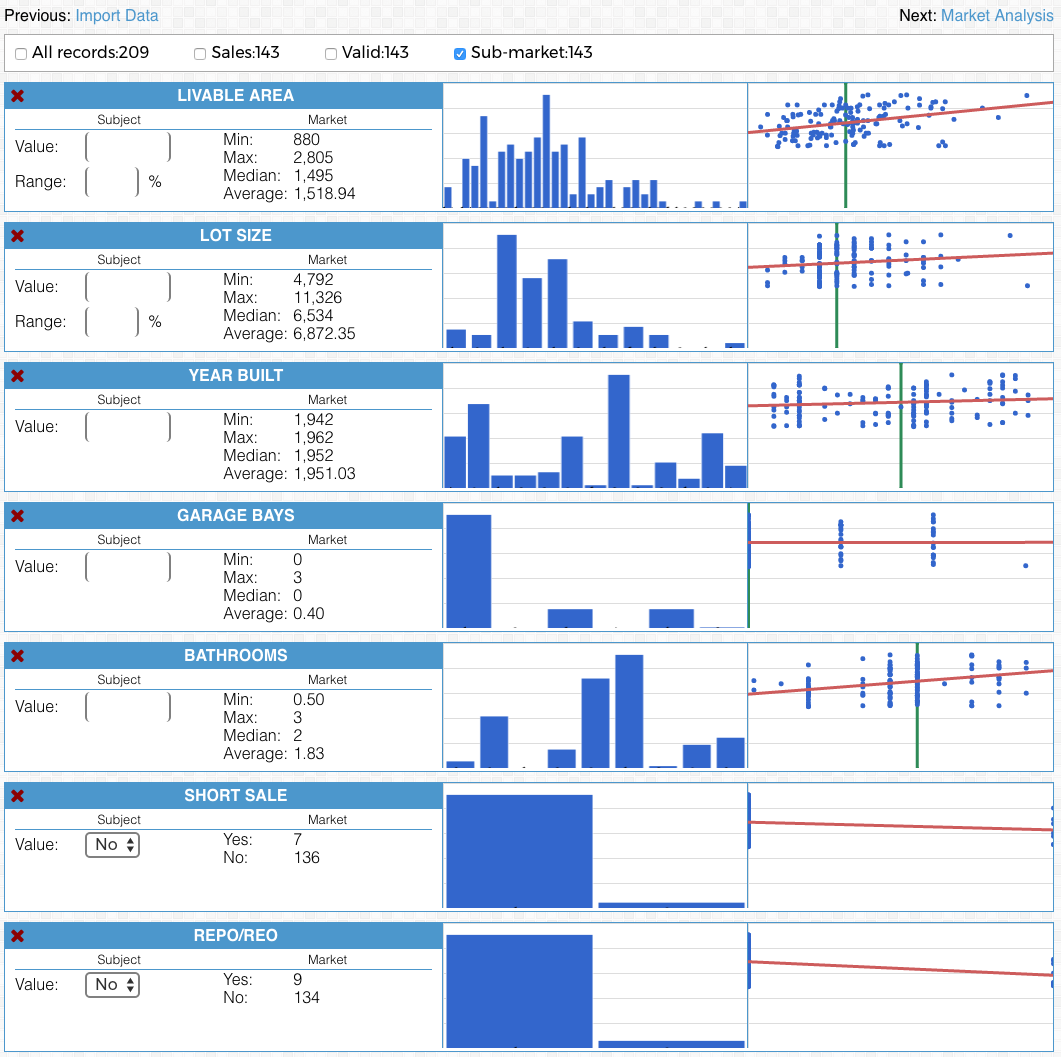 Previous: Import Data
Next: Market Analysis
All records:209 Sales:143 Valid:143 Sub-market:143
LIVABLE AREA
Subject Market
Value:
Range: %
Min: 880
Max: 2,805
Median: 1,495
Average: 1,518.94
LOT SIZE
Subject Market
Value:
Range: %
Min: 4,792
Max: 11,326
Median: 6,534
Average: 6,872.35
YEAR BUILT
Subject Market
Value:
Min: 1,942
Max: 1,962
Median: 1,952
Average: 1,951.03
GARAGE BAYS
Subject Market
Value:
Min: 0
Max: 3
Median: 0
Average: 0.40
BATHROOMS
Subject Market
Value:
Min: 0.50
Max: 3
Median: 2
Average: 1.83
SHORT SALE
Subject Market
Value: No
Yes: 7
No: 136
REPO/REO
Subject Market
Value: No
Yes: 9
No: 134